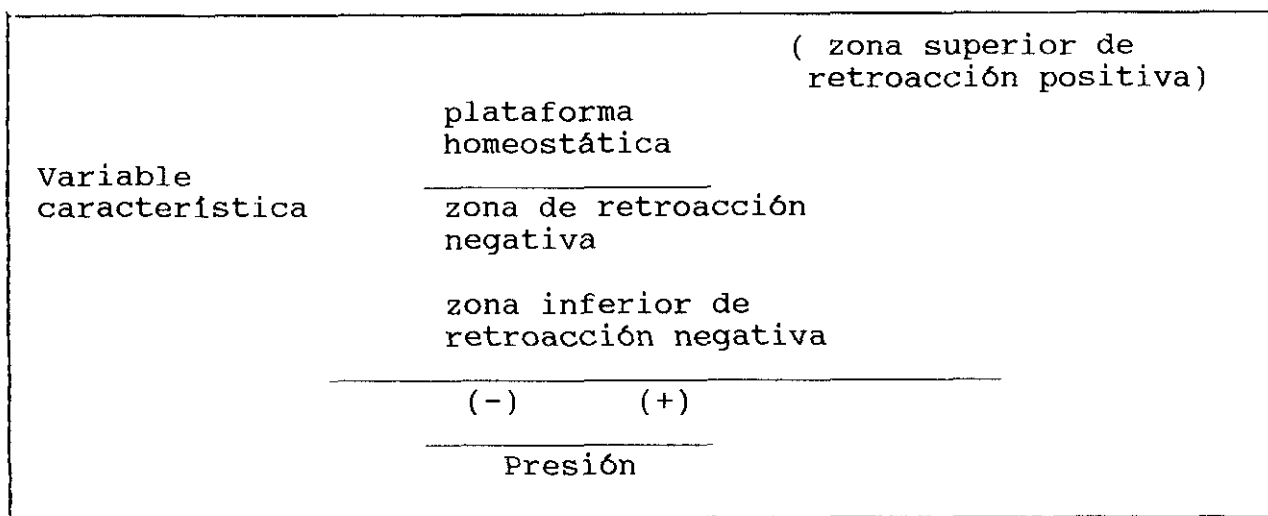 ( zona superior de
retroacción positiva)
plataforma
homeostática
Variable
característica
zona de retroacción
negativa
zona inferior de
retroacción negativa
(-) (+)
Presión